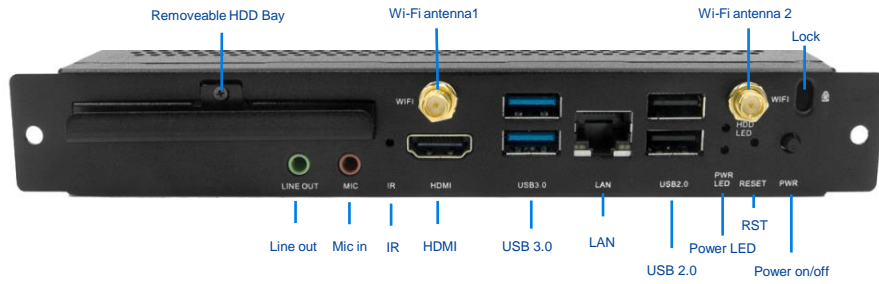 Removeable HDD Bay
Wi-Fi antenna1
Wi-Fi antenna 2
Lock
WIFI
WIFI
HDD
LED
LINE OUT
MIC
IR
HDMI
USB3.0
LAN
USB2.0
PWR
LED
RESET
PWR
Line out
Mic in
IR
HDMI
USB 3.0
LAN
USB 2.0
Power LED
RST
Power on/off